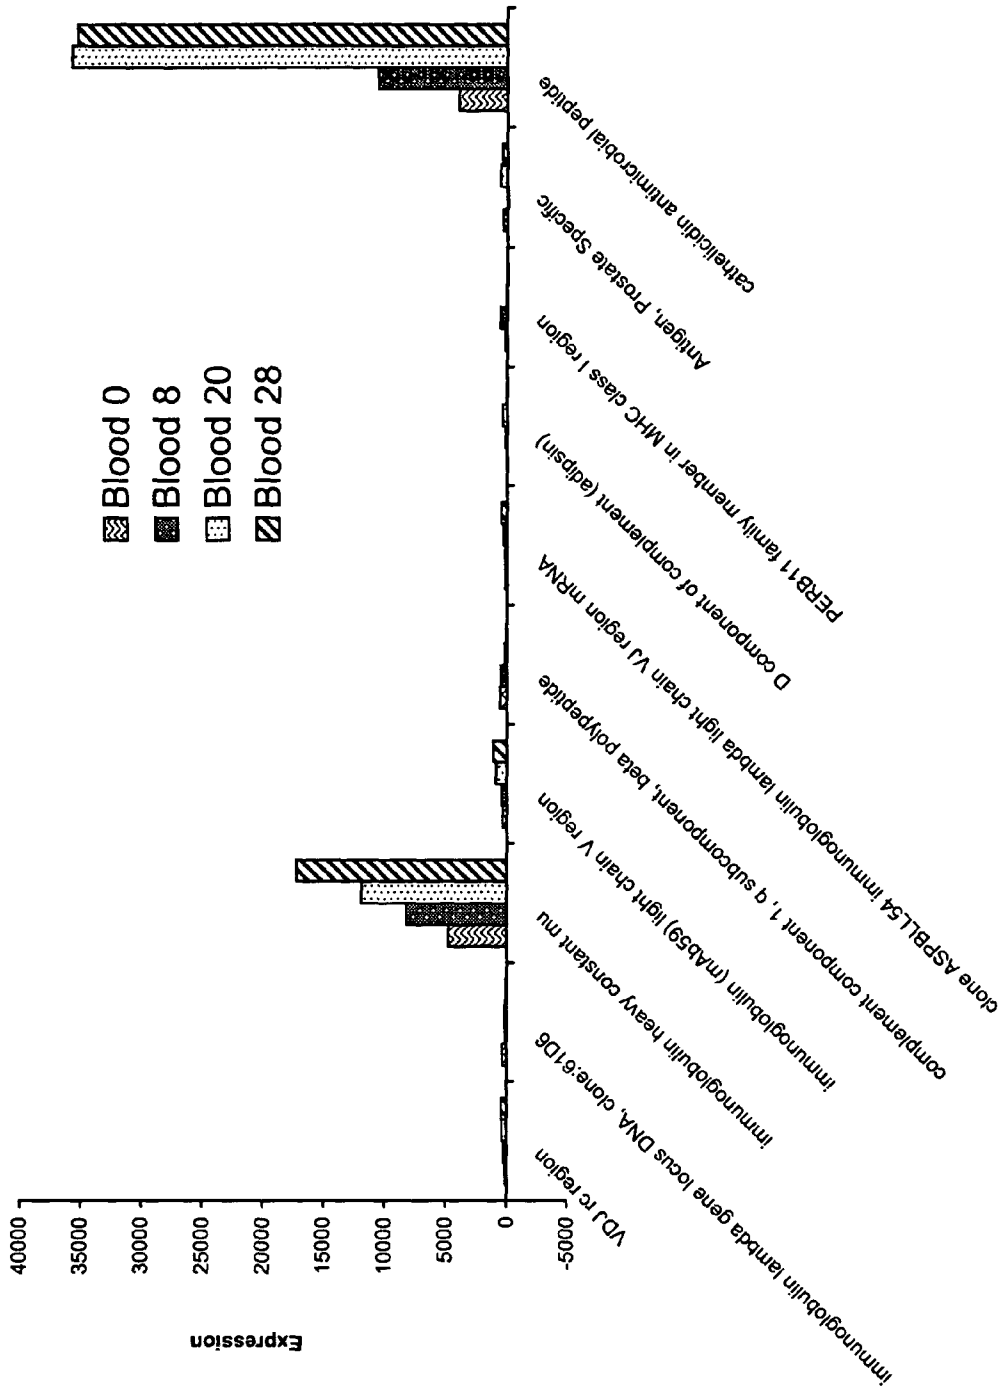 Expression
40000
35000
30000
25000
20000
15000
10000
5000
0
-5000
Blood 0
Blood 8
Blood 20
Blood 28
VDJ rc region
immunoglobulin lambda gene locus DNA, clone:61D6
immunoglobulin heavy constant mu
immunoglobulin (mAb59) light chain V region
complement component 1, q subcomponent, beta polypeptide
clone ASPBLL54 immunoglobulin lambda light chain VJ region mRNA
D component of complement (adipsin)
PERB11 family member in MHC class I region
Antigen, Prostate Specific
cathelicidin antimicrobial peptide